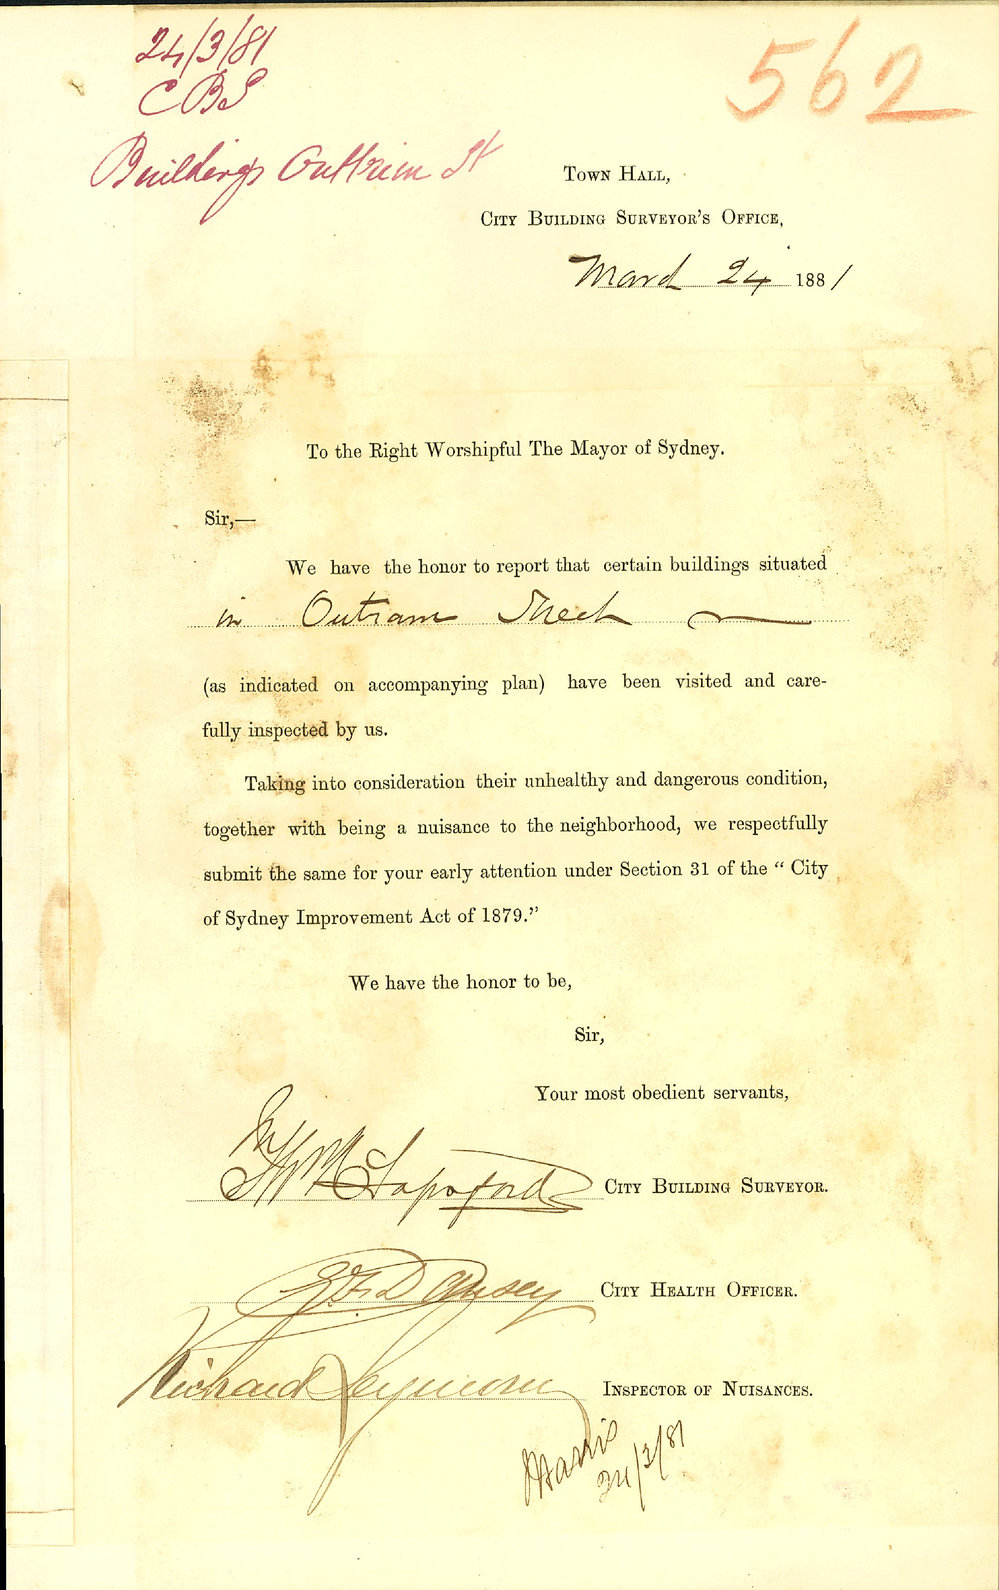 24/3/81
CBS
Buildings Outtrim St
562
TOWN HALL,
CITY BUILDING SURVEYOR'S OFFICE,
March 24 1881
To the Right Worshipful The Mayor of Sydney.
Sir,—
We have the honor to report that certain buildings situated
in Outram Street
(as indicated on accompanying plan) have been visited and care-
fully inspected by us.
Taking into consideration their unhealthy and dangerous condition,
together with being a nuisance to the neighborhood, we respectfully
submit the same for your early attention under Section 31 of the “ City
of Sydney Improvement Act of 1879.”
We have the honor to be,
Sir,
Your most obedient servants,
CITY BUILDING SURVEYOR.
Dansey CITY HEALTH OFFICER.
Richard Seymour INSPECTOR OF NUISANCES.
24/3/81